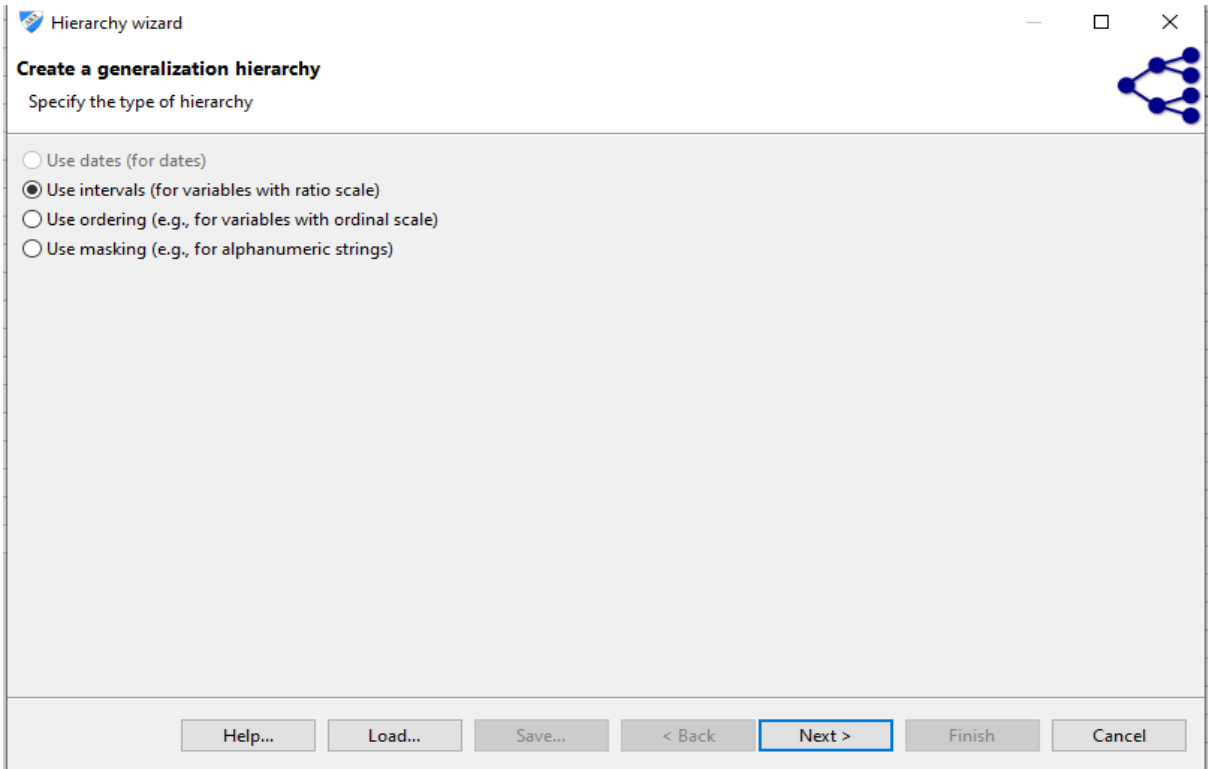 Hierarchy wizard
Create a generalization hierarchy
Specify the type of hierarchy
Use dates (for dates)
Use intervals (for variables with ratio scale)
Use ordering (e.g., for variables with ordinal scale)
Use masking (e.g., for alphanumeric strings)
Help... Load... Save... < Back Next > Finish Cancel